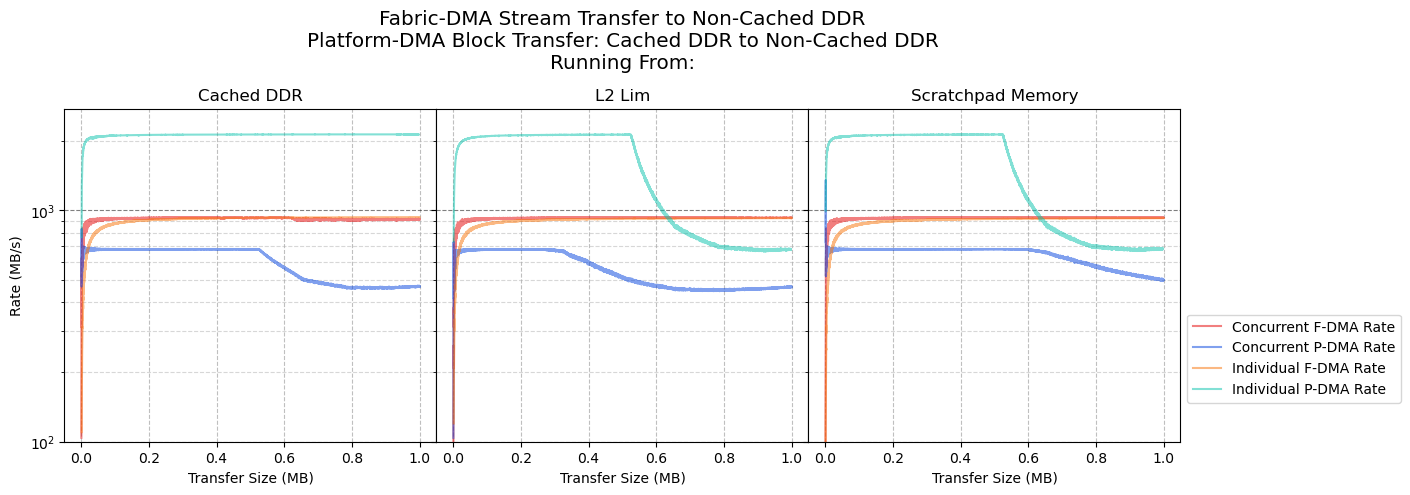 Fabric-DMA Stream Transfer to Non-Cached DDR
Platform-DMA Block Transfer: Cached DDR to Non-Cached DDR
Running From:
Cached DDR
L2 Lim
Scratchpad Memory
Rate (MB/s)
10³
10²
0.0 0.2 0.4 0.6 0.8 1.0
0.0 0.2 0.4 0.6 0.8 1.0
0.0 0.2 0.4 0.6 0.8 1.0
Transfer Size (MB)
Transfer Size (MB)
Transfer Size (MB)
Concurrent F-DMA Rate
Concurrent P-DMA Rate
Individual F-DMA Rate
Individual P-DMA Rate